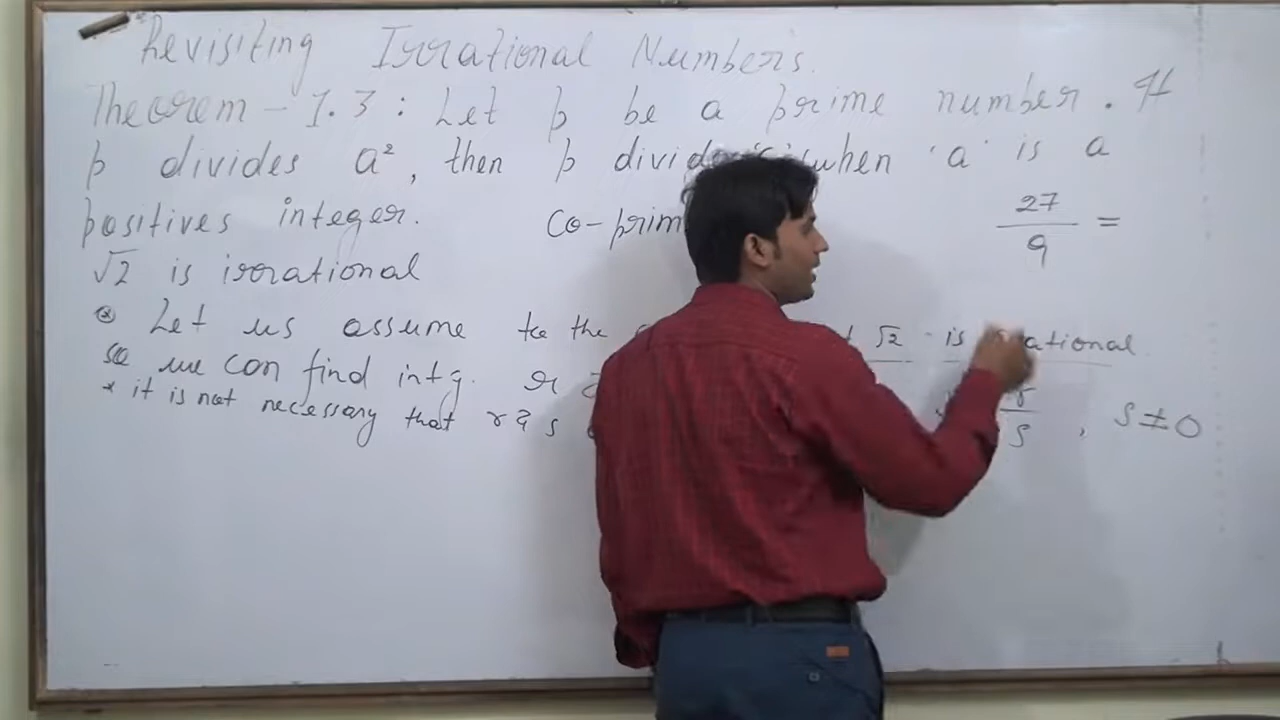 Revisiting Irrational Numbers.
Theorem - 1.3 : Let p be a prime number. If
p divides a², then p when 'a' is a
positives integer. Co-prim
27/9 =
√2 is irrational
Let us assume to the √2 is rational
so we can find intg. r s , s ≠ 0
* it is not necessary that r & s